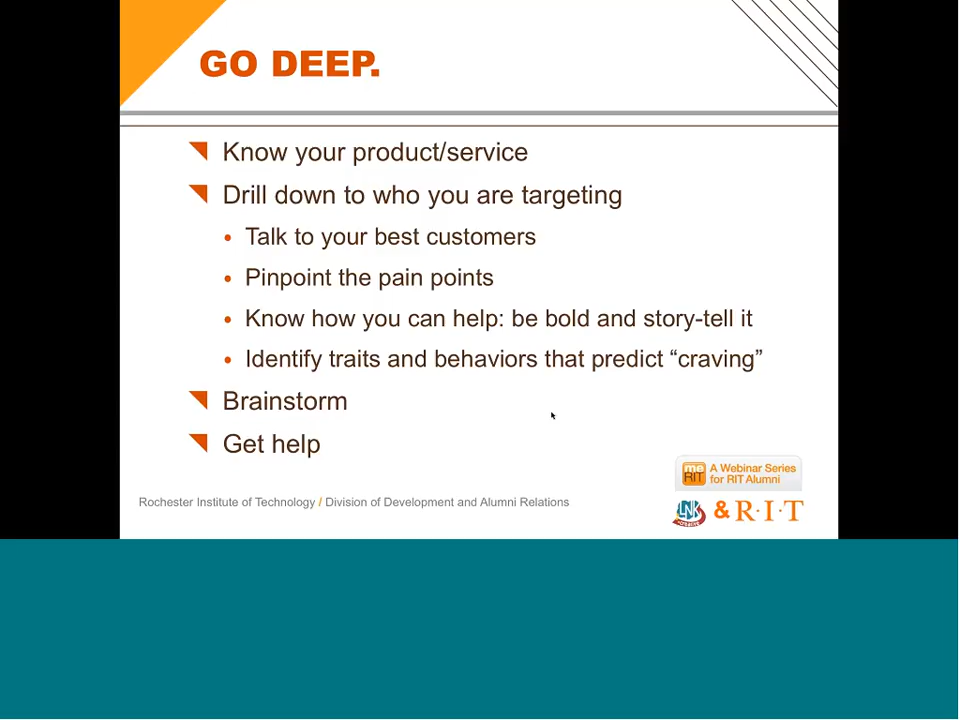 GO DEEP.
Know your product/service
Drill down to who you are targeting
Talk to your best customers
Pinpoint the pain points
Know how you can help: be bold and story-tell it
Identify traits and behaviors that predict “craving”
Brainstorm
Get help
me
RIT
A Webinar Series
for RIT Alumni
Rochester Institute of Technology / Division of Development and Alumni Relations
LNK
& R·I·T